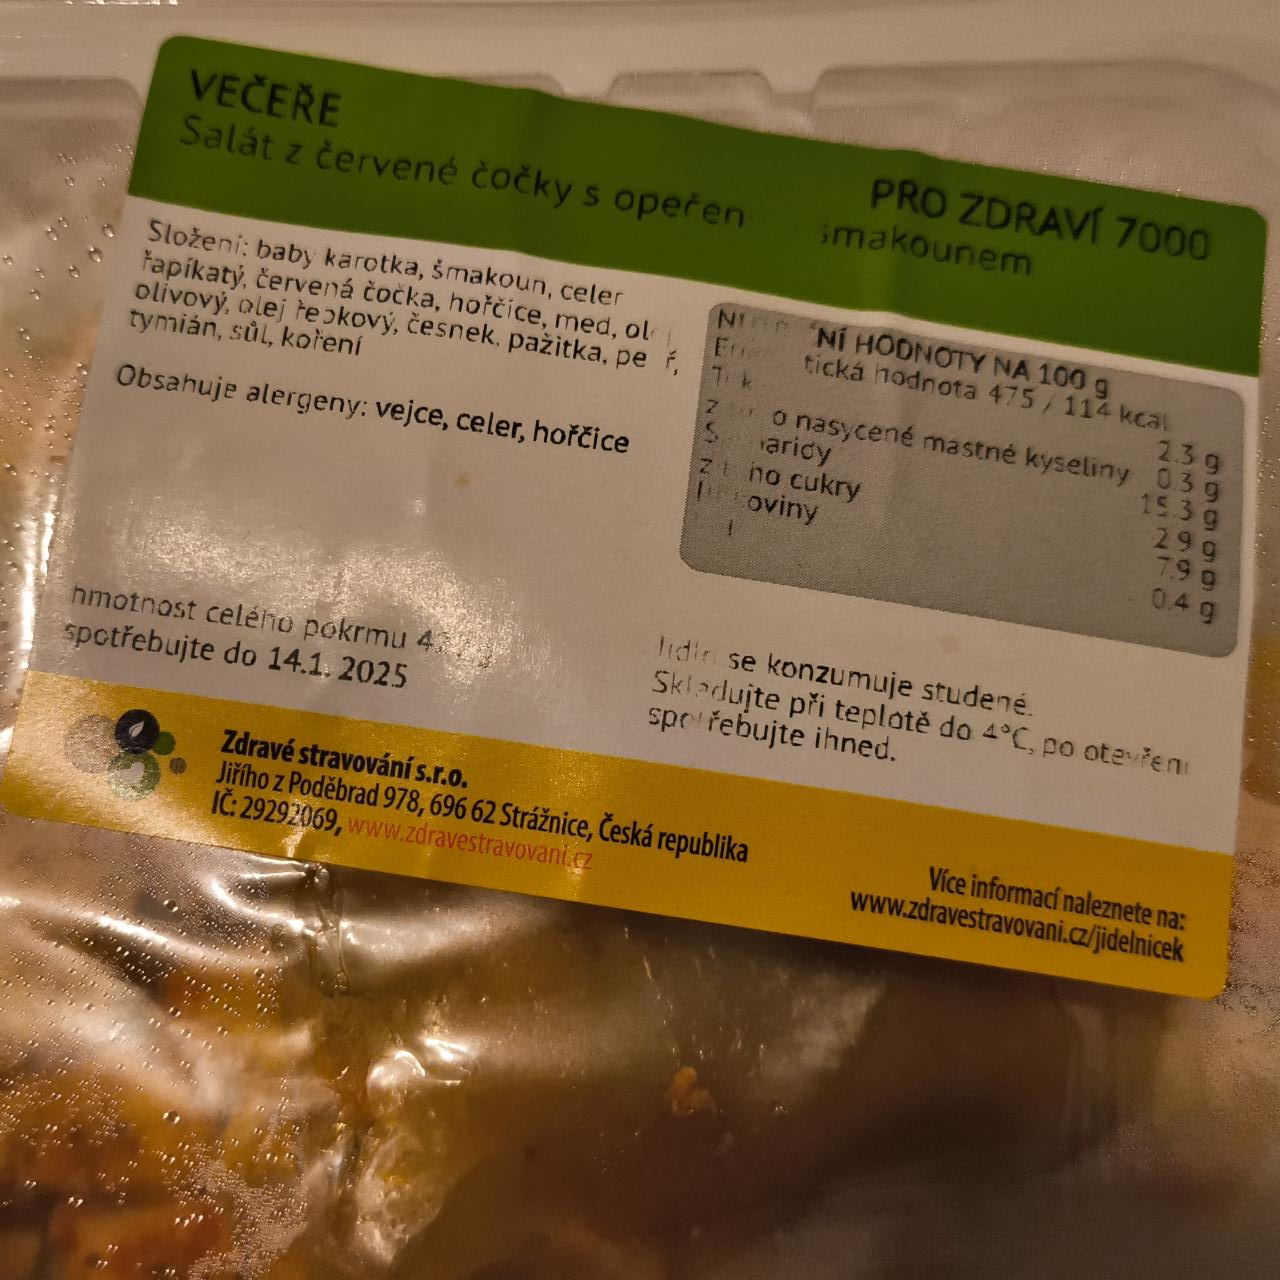 VEČEŘE
PRO ZDRAVÍ 7000
Salát z červené čočky s opečen šmakounem
Složení: baby karotka, šmakoun, celer
řapíkatý, červená čočka, hořčice, med,
olivový, olej řepkový, česnek, pažitka,
tymián, sůl, koření
Obsahuje alergeny: vejce, celer, hořčice
NÍ HODNOTY NA 100 g
tická hodnota 475 / 114 kcal
2.3 g
o nasycené mastné kyseliny 0.3 g
aridy 15.3 g
ho cukry 2.9 g
oviny 7.9 g
0.4 g
hmotnost celého pokrmu
spotřebujte do 14.1. 2025
Jídlo se konzumuje studené.
Skladujte při teplotě do 4°C, po otevření
spotřebujte ihned.
Zdravé stravování s.r.o.
Jiřího z Poděbrad 978, 696 62 Strážnice, Česká republika
IČ: 29292069, www.zdravestravovani.cz
Více informací naleznete na:
www.zdravestravovani.cz/jidelnicek